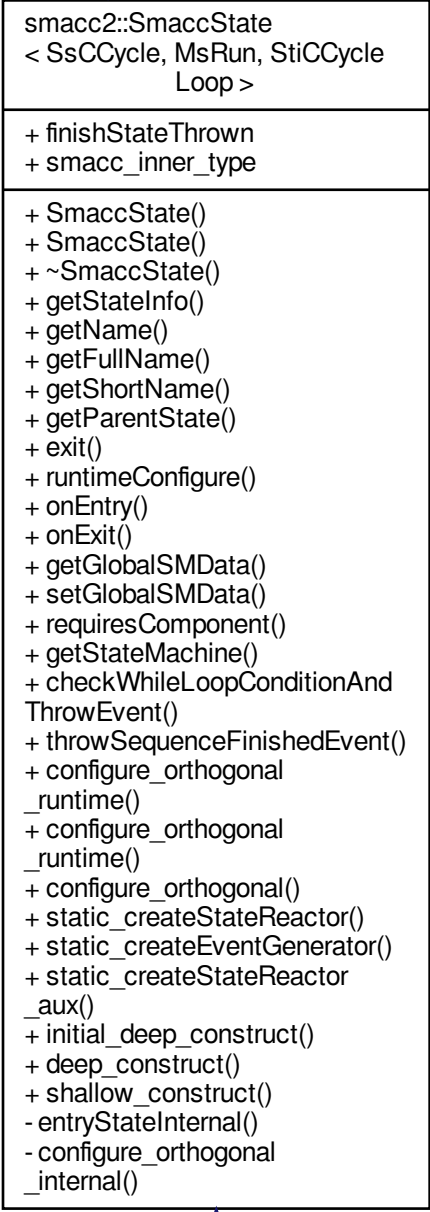 smacc2::SmaccState
< SsCCycle, MsRun, StiCCycle
Loop >
+ finishStateThrown
+ smacc_inner_type
+ SmaccState()
+ SmaccState()
+ ~SmaccState()
+ getStateInfo()
+ getName()
+ getFullName()
+ getShortName()
+ getParentState()
+ exit()
+ runtimeConfigure()
+ onEntry()
+ onExit()
+ getGlobalSMData()
+ setGlobalSMData()
+ requiresComponent()
+ getStateMachine()
+ checkWhileLoopConditionAnd
ThrowEvent()
+ throwSequenceFinishedEvent()
+ configure_orthogonal
_runtime()
+ configure_orthogonal
_runtime()
+ configure_orthogonal()
+ static_createStateReactor()
+ static_createEventGenerator()
+ static_createStateReactor
_aux()
+ initial_deep_construct()
+ deep_construct()
+ shallow_construct()
- entryStateInternal()
- configure_orthogonal
_internal()